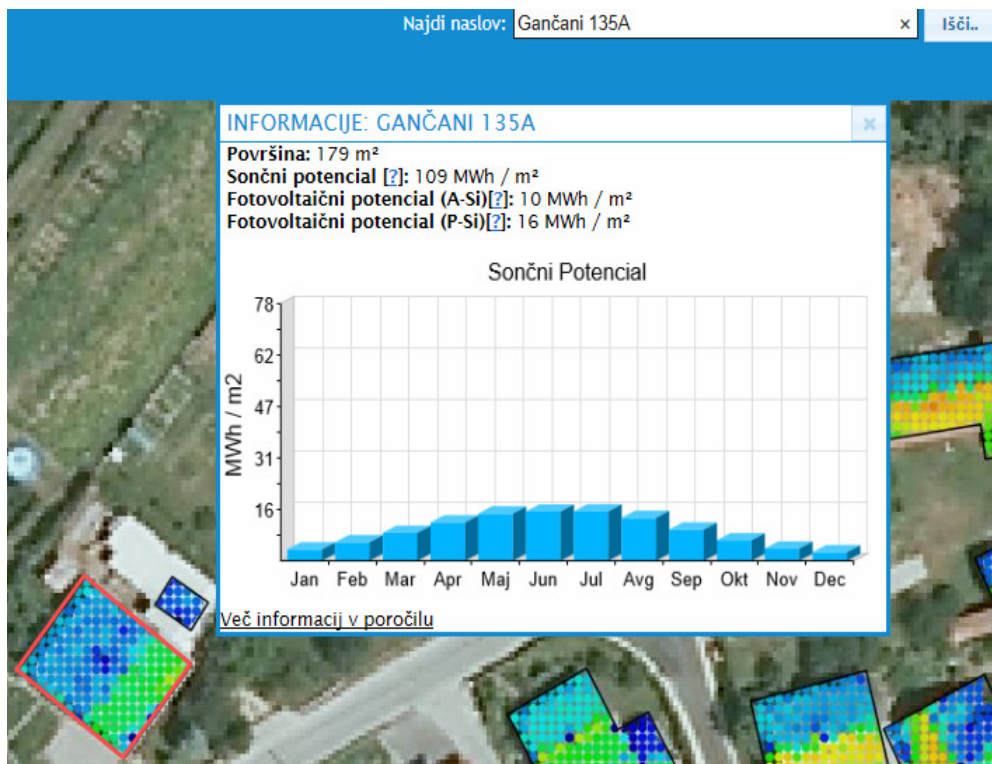 Najdi naslov: Gančani 135A × Išči..
INFORMACIJE: GANČANI 135A ×
Površina: 179 m²
Sončni potencial [?]: 109 MWh / m²
Fotovoltaični potencial (A-Si)[?]: 10 MWh / m²
Fotovoltaični potencial (P-Si)[?]: 16 MWh / m²
Sončni Potencial
78
62
47
31
16
MWh / m2
Jan Feb Mar Apr Maj Jun Jul Avg Sep Okt Nov Dec
Več informacij v poročilu